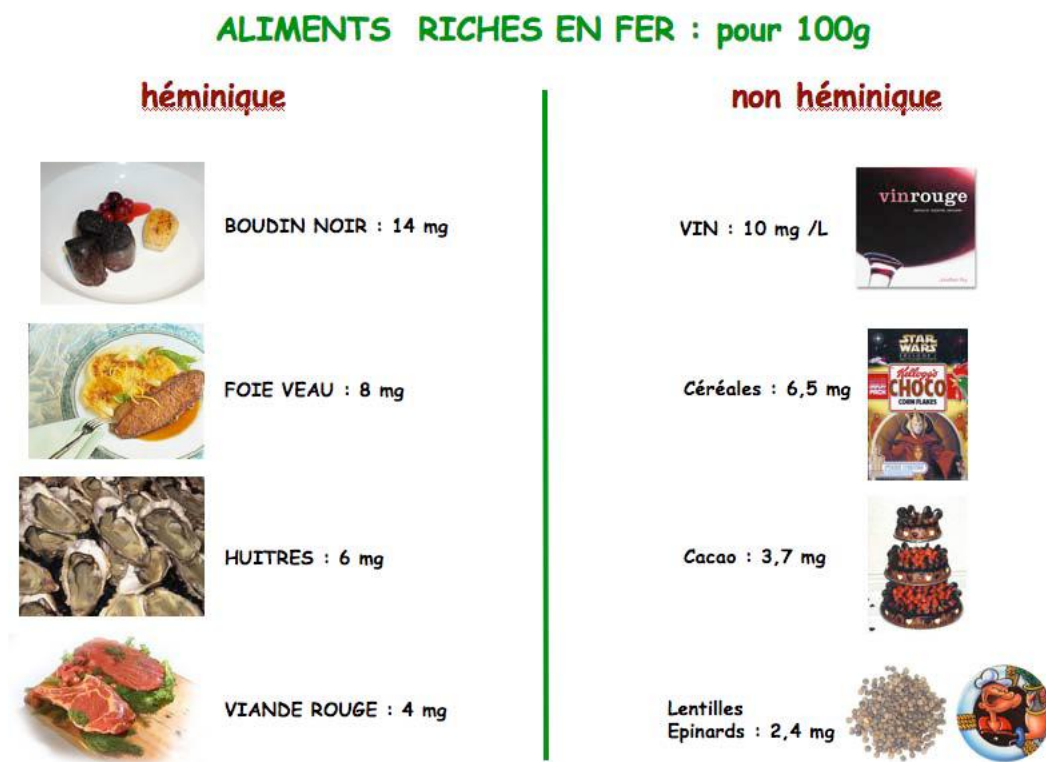 ALIMENTS RICHES EN FER : pour 100g
héminique
BOUDIN NOIR : 14 mg
FOIE VEAU : 8 mg
HUITRES : 6 mg
VIANDE ROUGE : 4 mg
non héminique
VIN : 10 mg /L
vinrouge
Céréales : 6,5 mg
STAR
WARS
Kellogg's
CHOCO
CORN FLAKES
Cacao : 3,7 mg
Lentilles
Epinards : 2,4 mg